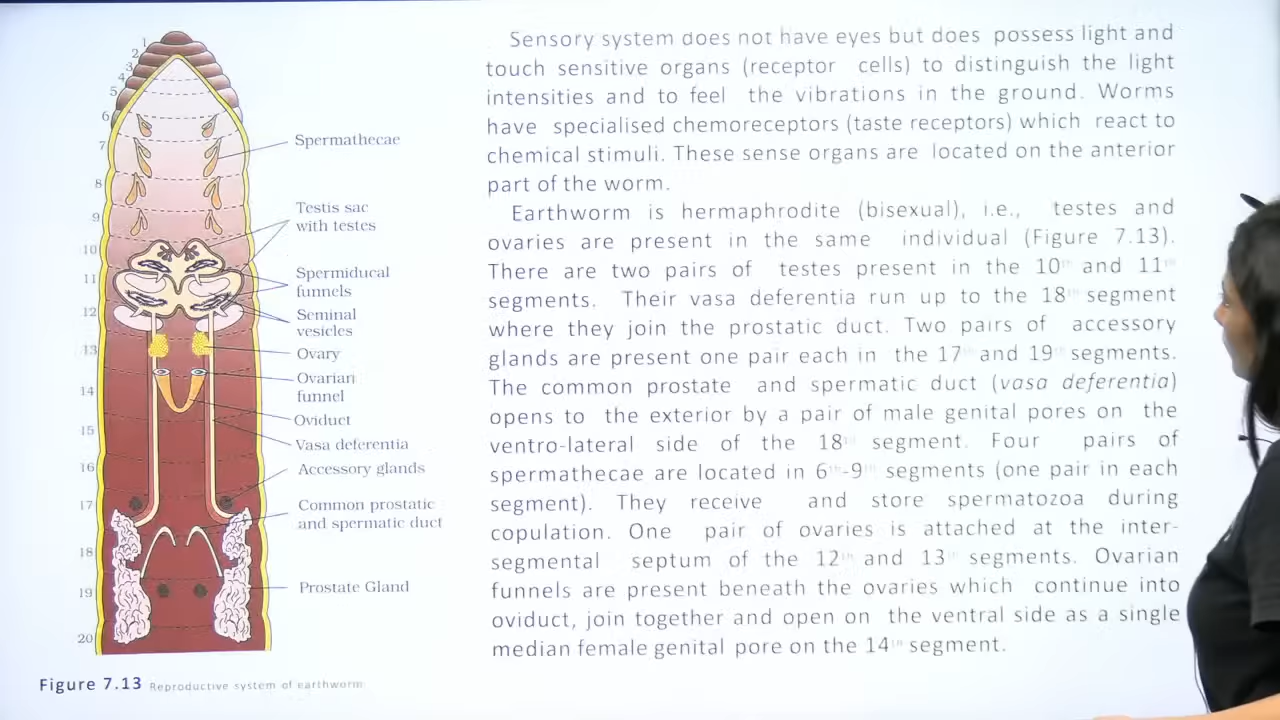 1
2
3
4
5
6
7
8
9
10
11
12
13
14
15
16
17
18
19
20
Spermathecae
Testis sac
with testes
Spermiducal
funnels
Seminal
vesicles
Ovary
Ovarian
funnel
Oviduct
Vasa deferentia
Accessory glands
Common prostatic
and spermatic duct
Prostate Gland
Figure 7.13 Reproductive system of earthworm
Sensory system does not have eyes but does possess light and
touch sensitive organs (receptor cells) to distinguish the light
intensities and to feel the vibrations in the ground. Worms
have specialised chemoreceptors (taste receptors) which react to
chemical stimuli. These sense organs are located on the anterior
part of the worm.
Earthworm is hermaphrodite (bisexual), i.e., testes and
ovaries are present in the same individual (Figure 7.13).
There are two pairs of testes present in the 10th and 11th
segments. Their vasa deferentia run up to the 18th segment
where they join the prostatic duct. Two pairs of accessory
glands are present one pair each in the 17th and 19th segments.
The common prostate and spermatic duct (vasa deferentia)
opens to the exterior by a pair of male genital pores on the
ventro-lateral side of the 18th segment. Four pairs of
spermathecae are located in 6th-9th segments (one pair in each
segment). They receive and store spermatozoa during
copulation. One pair of ovaries is attached at the inter-
segmental septum of the 12th and 13th segments. Ovarian
funnels are present beneath the ovaries which continue into
oviduct, join together and open on the ventral side as a single
median female genital pore on the 14th segment.